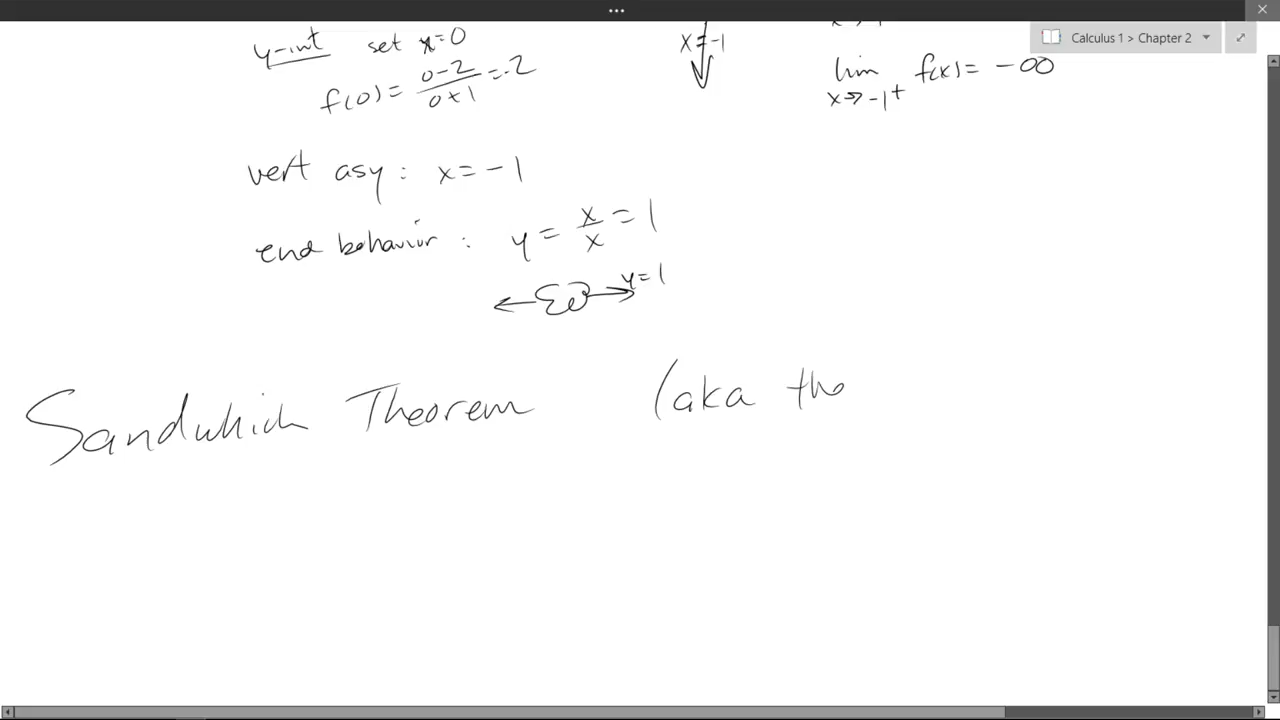 Calculus 1 > Chapter 2
y-int set x=0
x=-1
lim f(x)= -∞
x→ -1+
f(0)= 0-2/0+1 =-2
vert asy: x= -1
end behavior: y= x/x = 1
y=1
Sandwhich Theorem (aka the